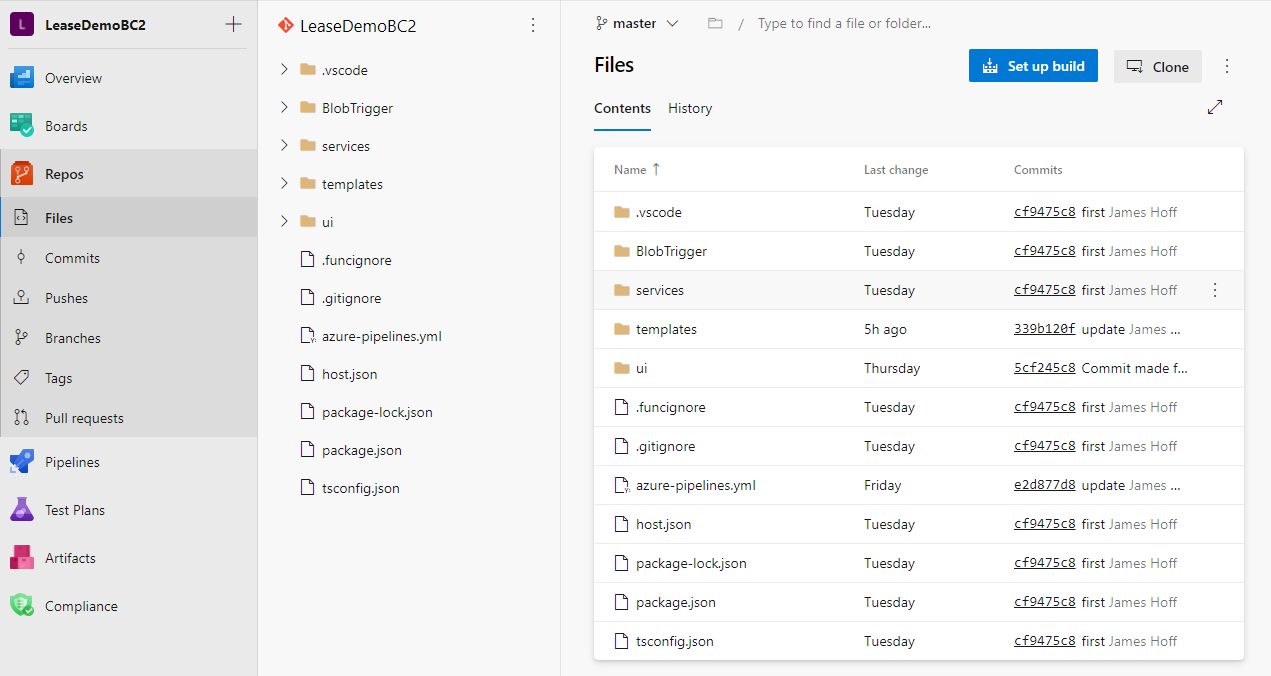 L LeaseDemoBC2
Overview
Boards
Repos
Files
Commits
Pushes
Branches
Tags
Pull requests
Pipelines
Test Plans
Artifacts
Compliance
LeaseDemoBC2
.vscode
BlobTrigger
services
templates
ui
.funcignore
.gitignore
azure-pipelines.yml
host.json
package-lock.json
package.json
tsconfig.json
master / Type to find a file or folder...
Files Set up build Clone
Contents History
Name ↑ Last change Commits
.vscode Tuesday cf9475c8 first James Hoff
BlobTrigger Tuesday cf9475c8 first James Hoff
services Tuesday cf9475c8 first James Hoff
templates 5h ago 339b120f update James ...
ui Thursday 5cf245c8 Commit made f...
.funcignore Tuesday cf9475c8 first James Hoff
.gitignore Tuesday cf9475c8 first James Hoff
azure-pipelines.yml Friday e2d877d8 update James ...
host.json Tuesday cf9475c8 first James Hoff
package-lock.json Tuesday cf9475c8 first James Hoff
package.json Tuesday cf9475c8 first James Hoff
tsconfig.json Tuesday cf9475c8 first James Hoff